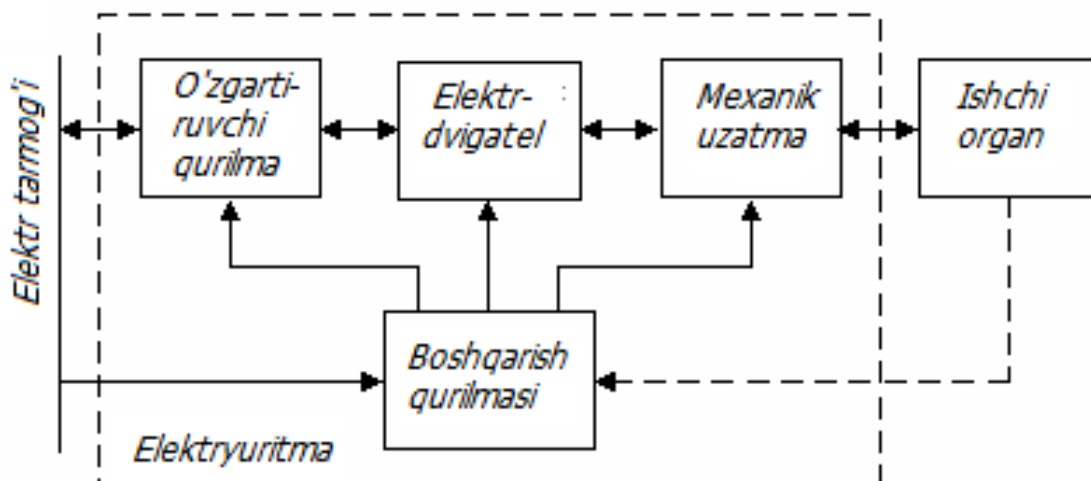 Elektr tarmog'i
O'zgarti-
ruvchi
qurilma
Elektr-
dvigatel
Mexanik
uzatma
Ishchi
organ
Boshqarish
qurilmasi
Elektryuritma